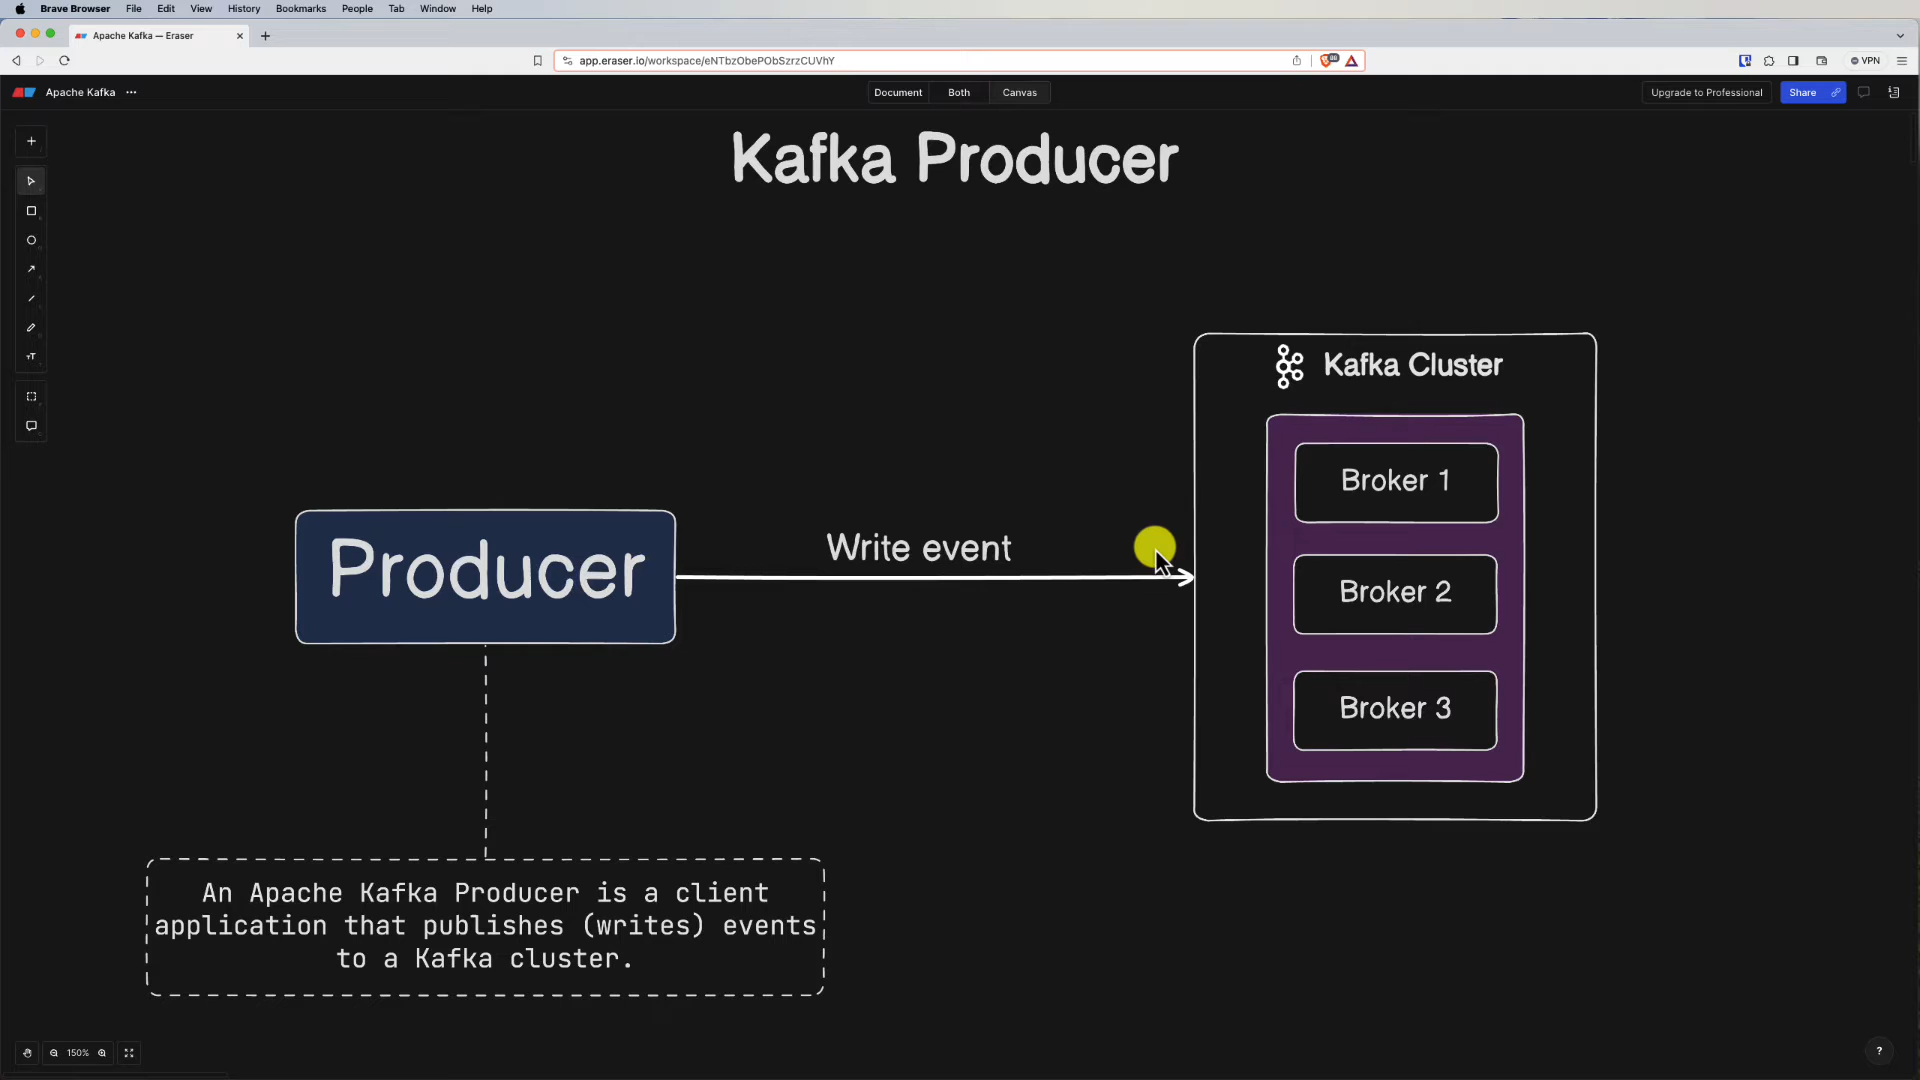 Brave Browser File Edit View History Bookmarks People Tab Window Help
Apache Kafka — Eraser
app.eraser.io/workspace/eNTbzObePObSzrzCUVhY
VPN
Apache Kafka
Document Both Canvas
Upgrade to Professional
Share
Kafka Producer
Kafka Cluster
Broker 1
Producer
Write event
Broker 2
Broker 3
An Apache Kafka Producer is a client
application that publishes (writes) events
to a Kafka cluster.
150%
?